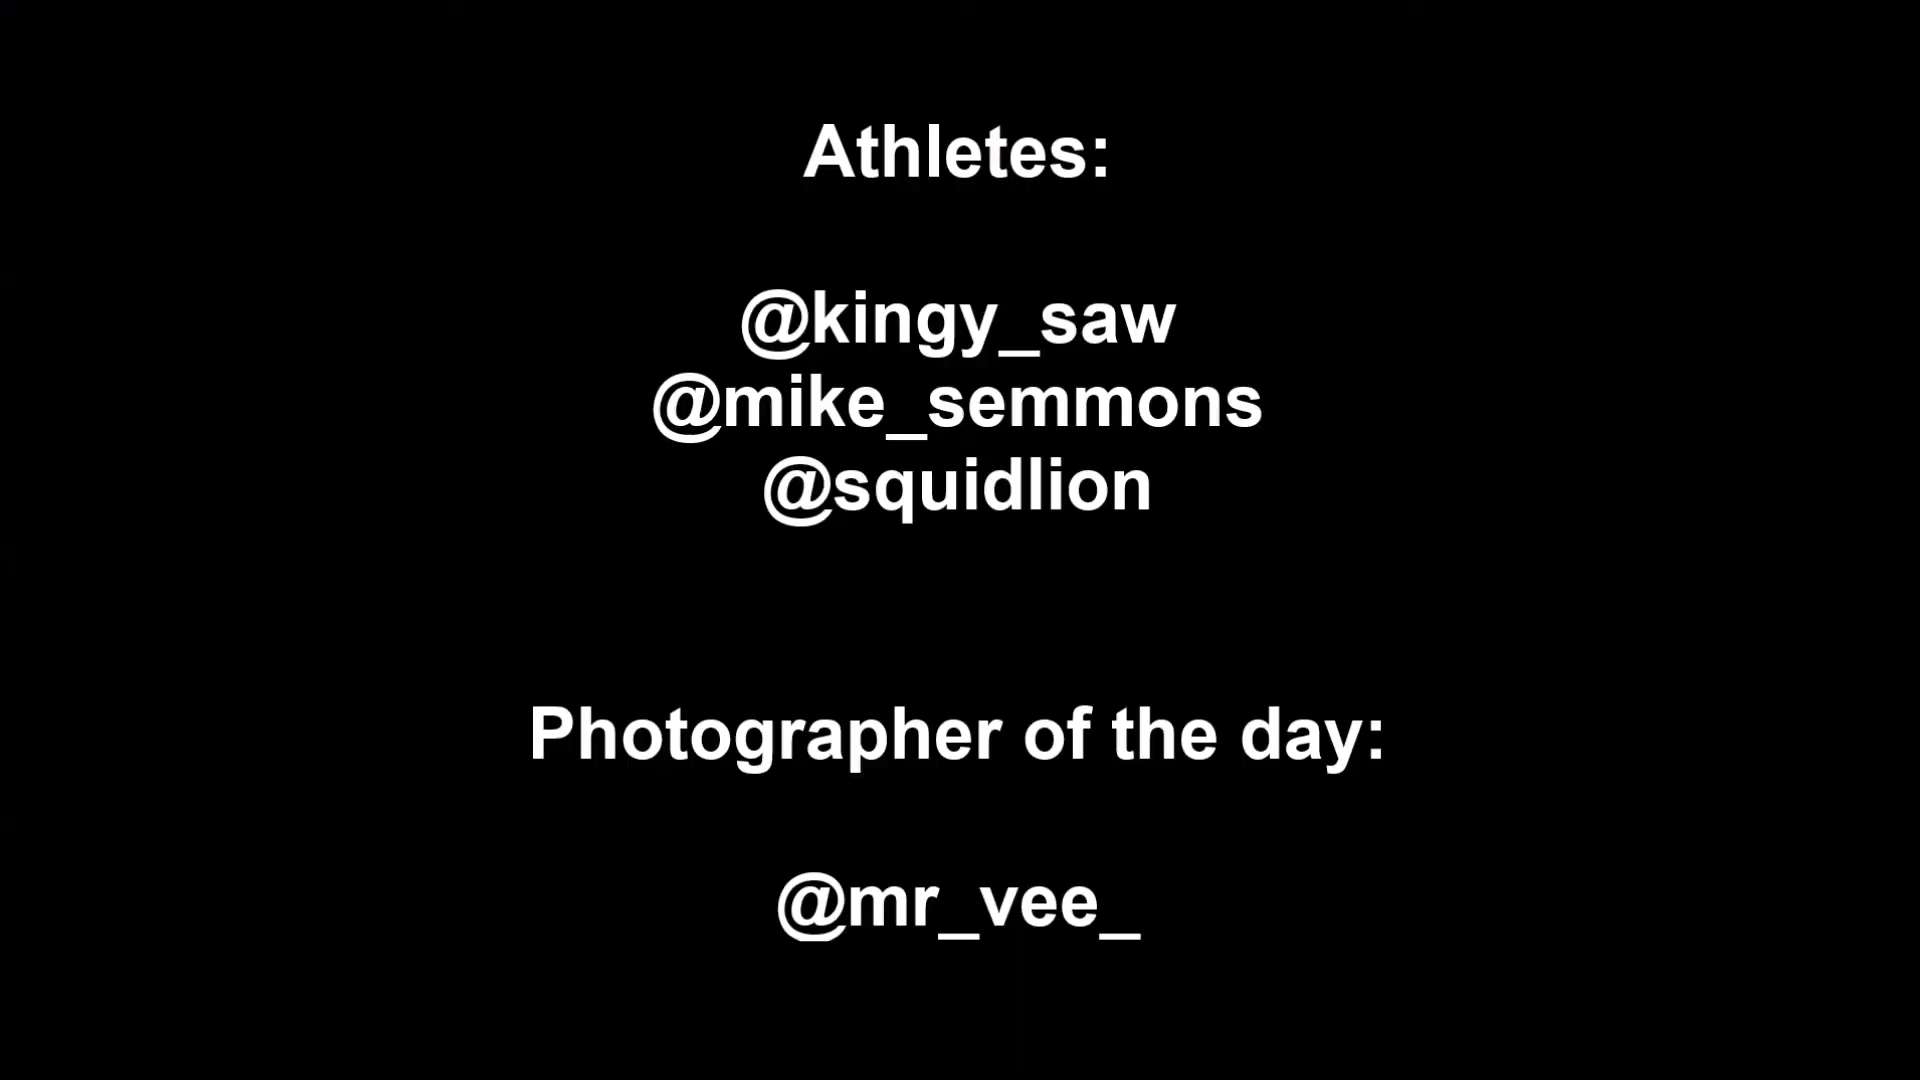 Athletes:
@kingy_saw
@mike_semmons
@squidlion
Photographer of the day:
@mr_vee_